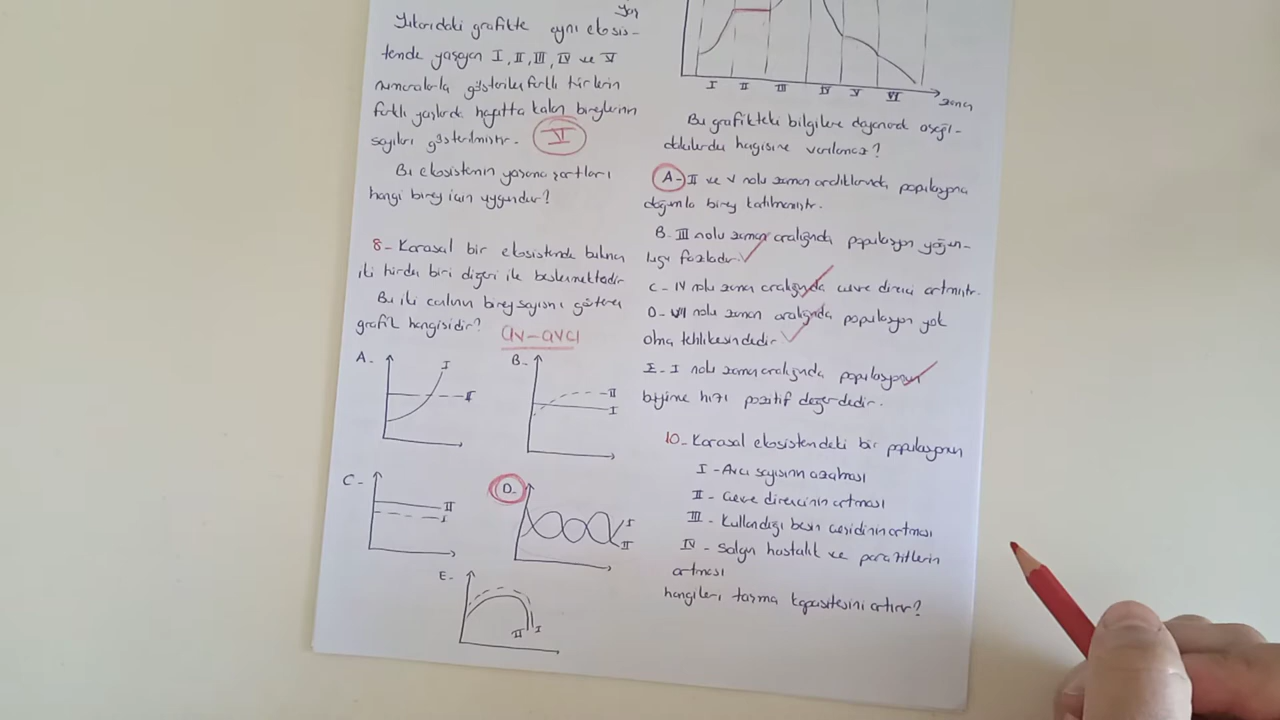 yaş
Yukarıdaki grafikte aynı ekosis-
temde yaşayan I, II, III, IV ve V
numaralarla gösterilen farklı türlerin
farklı yaşlarda hayatta kalan bireylerin
sayıları gösterilmiştir.
V
Bu ekosistemin yaşama şartları
hangi birey için uygundur?
8- Karasal bir ekosistemde bulunan
iki türden biri diğeri ile beslenmektedir
Bu iki canlının birey sayısını gösteren
grafik hangisidir?
av-avcı
A-
I
II
B-
II
I
C-
II
I
D-
I
II
E-
II
I
I
II
III
IV
V
VI
zaman
Bu grafikteki bilgilere dayanarak aşağı-
dakilerden hangisine varılamaz?
A- II ve V nolu zaman aralıklarında populasyona
doğumla birey katılmamıştır.
B. III nolu zaman aralığında populasyon yoğun-
luğu fazladır.
C- IV nolu zaman aralığında çevre direnci artmıştır.
D- VI nolu zaman aralığında populasyon yok
olma tehlikesindedir
E- I nolu zaman aralığında populasyonun
büyüme hızı pozitif değerdedir.
10- Karasal ekosistemdeki bir populasyonun
I- Avcı sayısının azalması
II- Çevre direncinin artması
III- Kullandığı besin çeşidinin artması
IV- Salgın hastalık ve parazitlerin
artması
hangileri taşıma kapasitesini artırır?